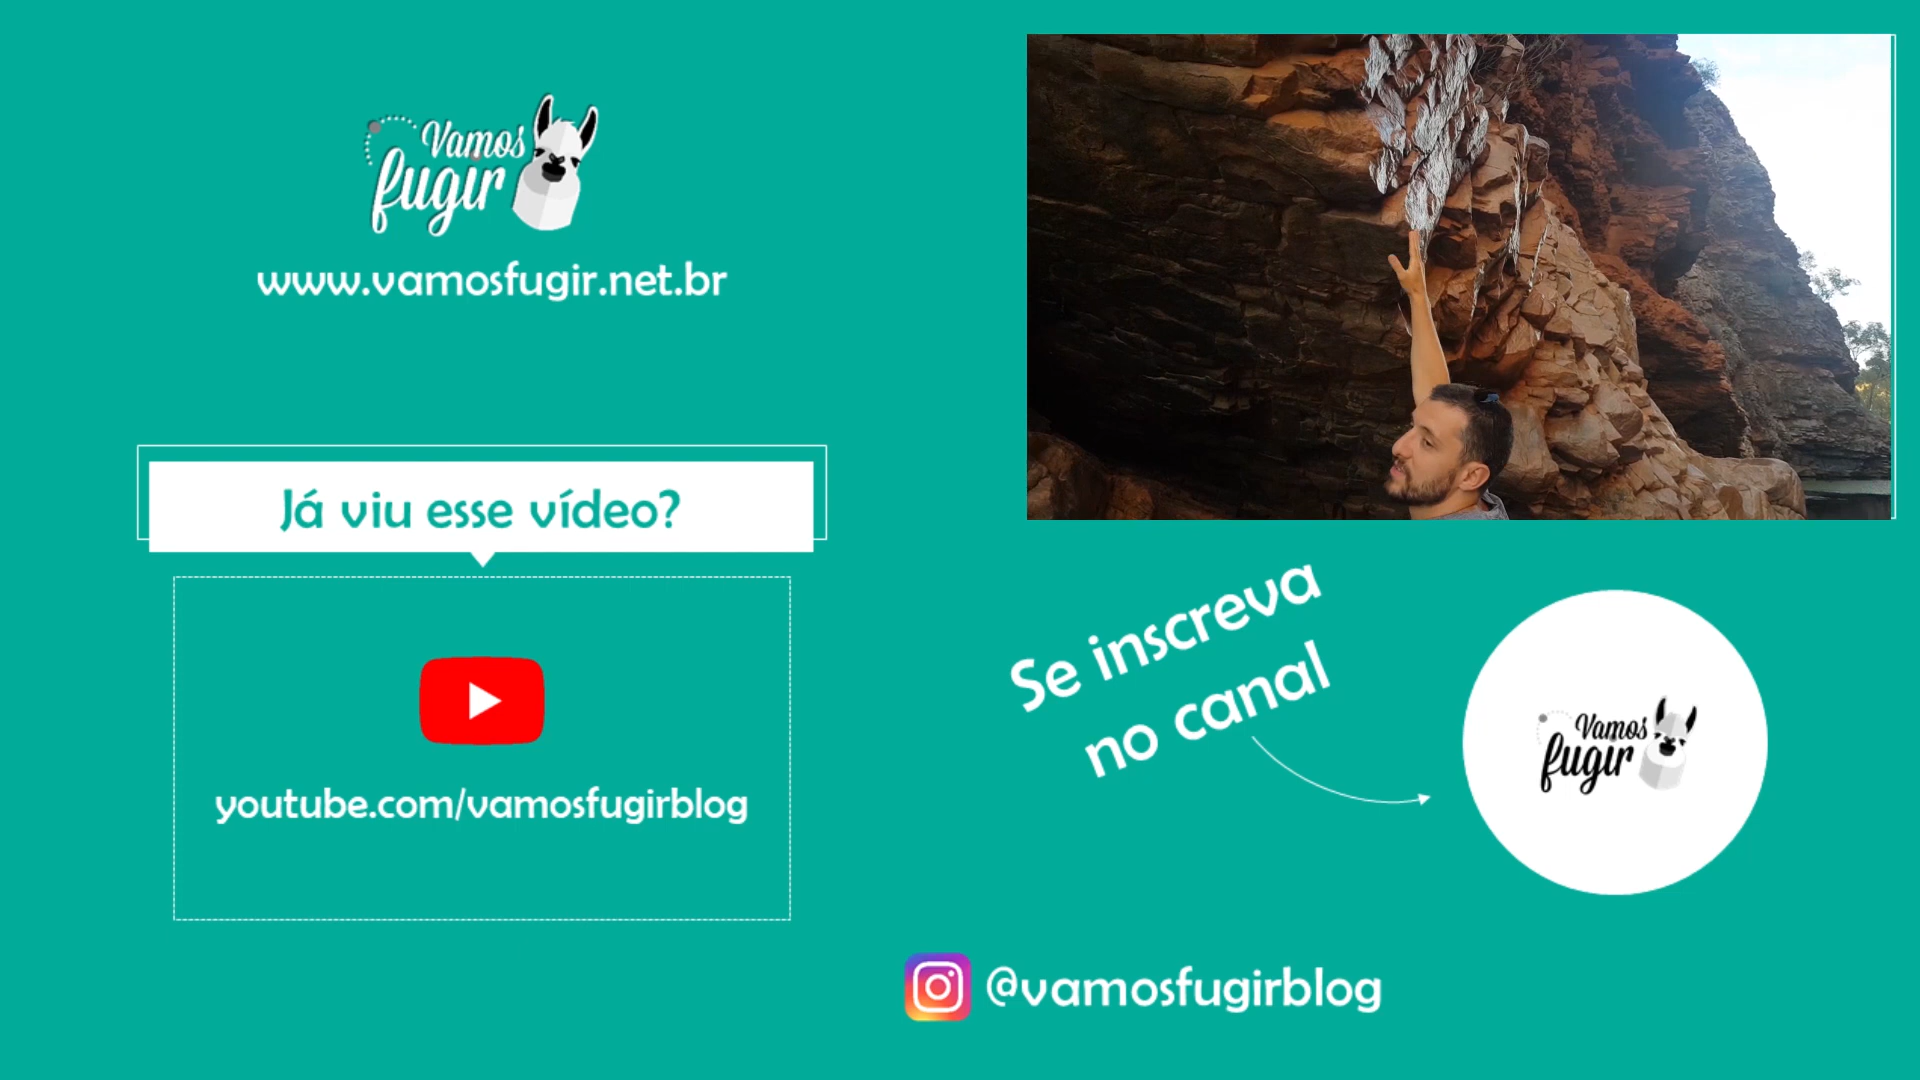 Vamos
fugir
www.vamosfugir.net.br
Já viu esse vídeo?
youtube.com/vamosfugirblog
Se inscreva
no canal
Vamos
fugir
@vamosfugirblog